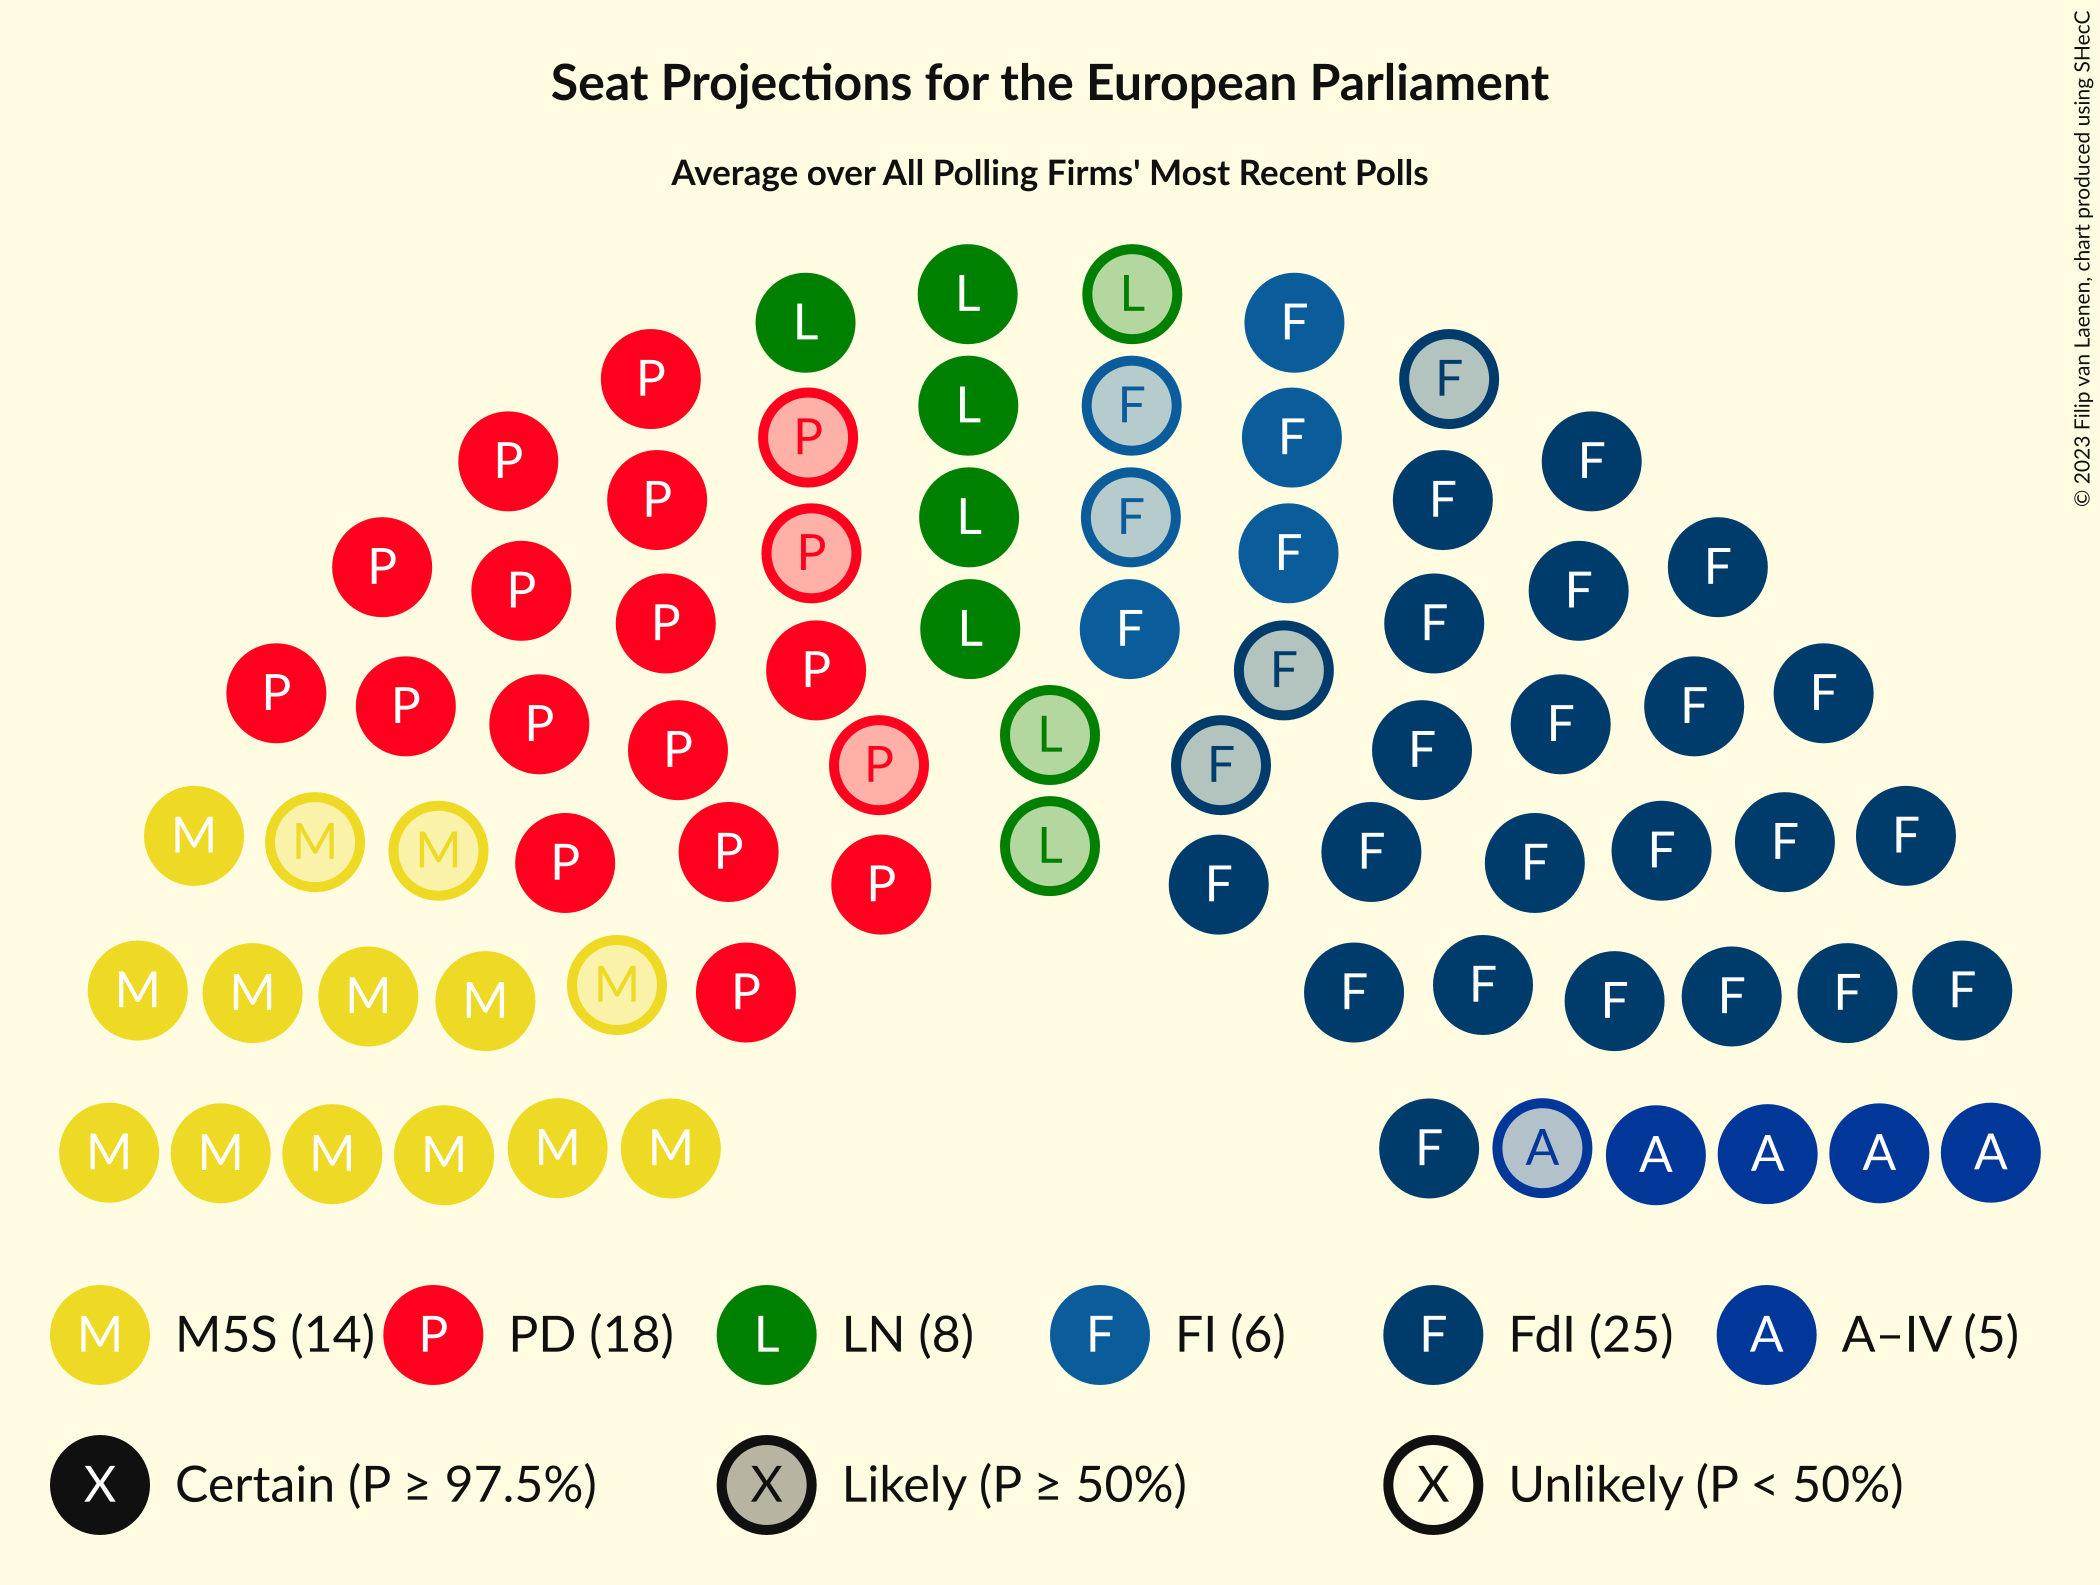 Seat Projections for the European Parliament
Average over All Polling Firms' Most Recent Polls
© 2023 Filip van Laenen, chart produced using SHecC
L L L F
P L F
P F F
P L F
P F
P P F F
P F F P
L F
P F F
P P F F
P L F
P F
P P F F
P L F
P P F F
M M M P P P L F F F F F F
M M M M M P F F F F F F
M M M M M M F A A A A A
M M5S (14) P PD (18) L LN (8) F FI (6) F FdI (25) A A–IV (5)
X Certain (P ≥ 97.5%) X Likely (P ≥ 50%) X Unlikely (P < 50%)